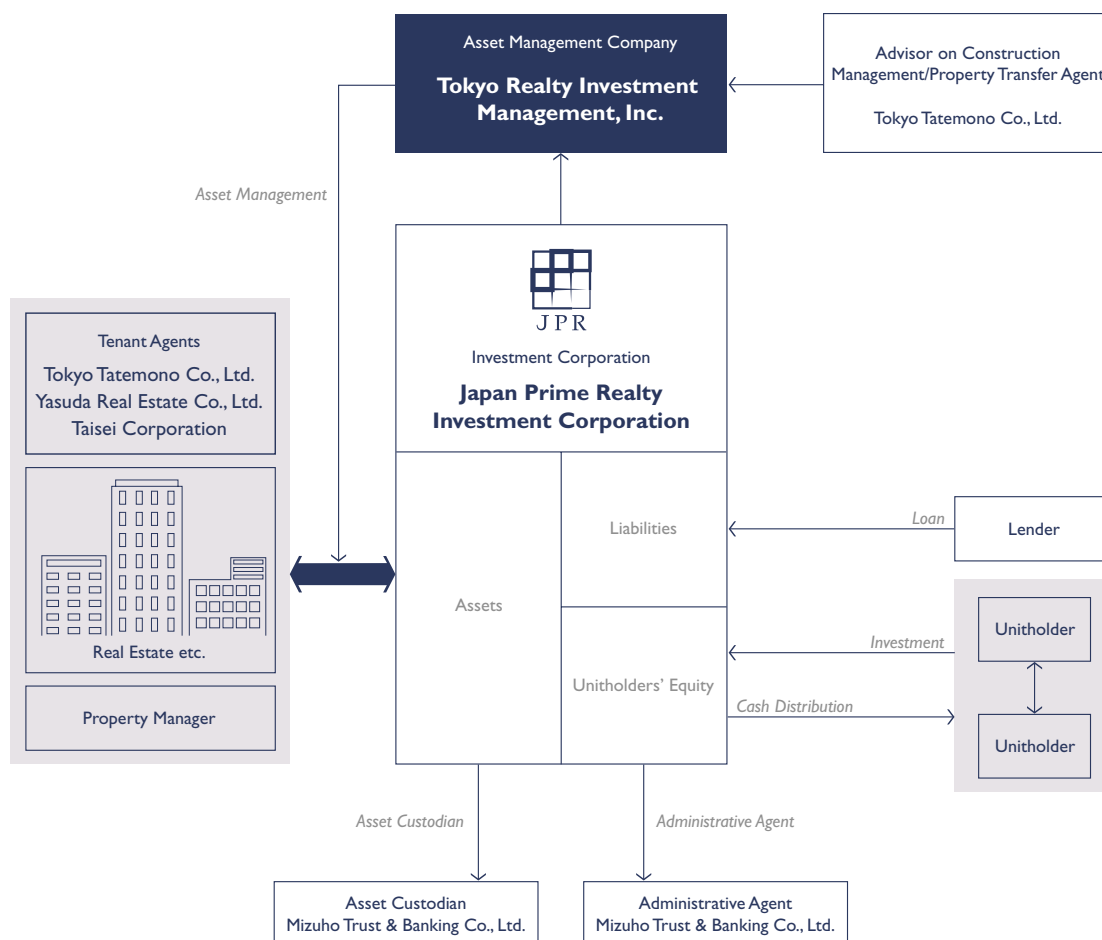 Asset Management Company
Tokyo Realty Investment
Management, Inc.
Advisor on Construction
Management/Property Transfer Agent
Tokyo Tatemono Co., Ltd.
Asset Management
JPR
Investment Corporation
Japan Prime Realty
Investment Corporation
Tenant Agents
Tokyo Tatemono Co., Ltd.
Yasuda Real Estate Co., Ltd.
Taisei Corporation
Real Estate etc.
Property Manager
Assets
Liabilities
Unitholders' Equity
Loan
Lender
Investment
Cash Distribution
Unitholder
Unitholder
Asset Custodian
Administrative Agent
Asset Custodian
Mizuho Trust & Banking Co., Ltd.
Administrative Agent
Mizuho Trust & Banking Co., Ltd.